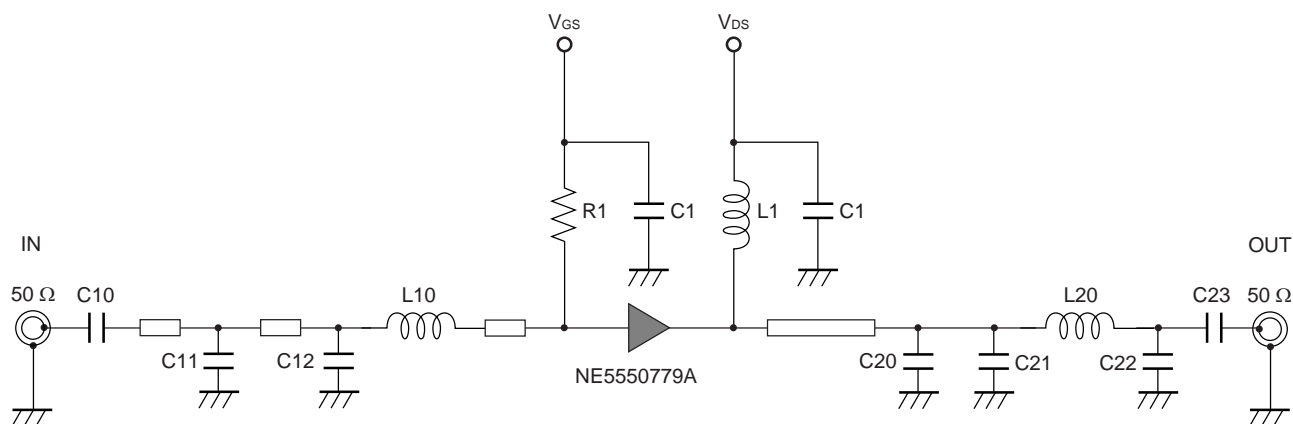 VGS
VDS
R1
C1
L1
C1
IN
OUT
50 Ω
C10
L10
L20
C23
50 Ω
C11
C12
C20
C21
C22
NE5550779A